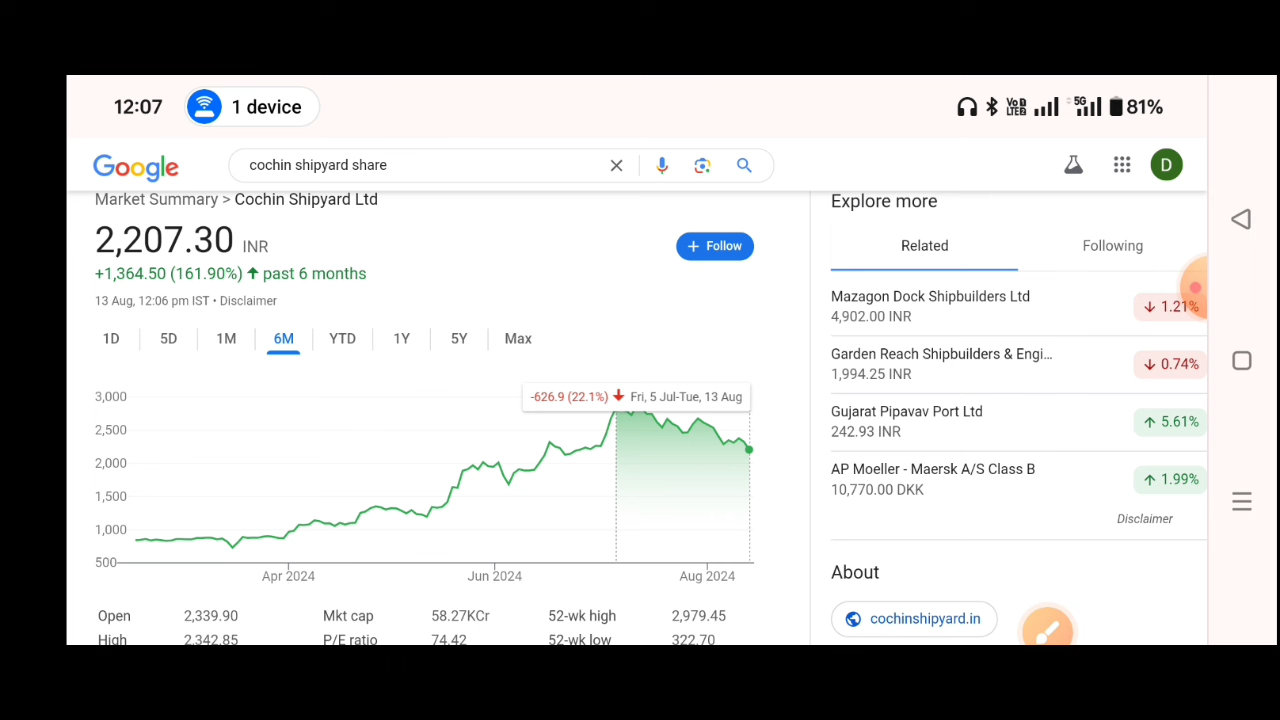 12:07
1 device
VoD
LTE2
5G
81%
Google
cochin shipyard share
D
Market Summary > Cochin Shipyard Ltd
2,207.30 INR
+ Follow
+1,364.50 (161.90%) ↑ past 6 months
13 Aug, 12:06 pm IST • Disclaimer
1D 5D 1M 6M YTD 1Y 5Y Max
-626.9 (22.1%) ↓ Fri, 5 Jul-Tue, 13 Aug
3,000
2,500
2,000
1,500
1,000
500
Apr 2024 Jun 2024 Aug 2024
Open 2,339.90 Mkt cap 58.27KCr 52-wk high 2,979.45
High 2,342.85 P/E ratio 74.42 52-wk low 322.70
Explore more
Related Following
Mazagon Dock Shipbuilders Ltd
4,902.00 INR
↓ 1.21%
Garden Reach Shipbuilders & Engi...
1,994.25 INR
↓ 0.74%
Gujarat Pipavav Port Ltd
242.93 INR
↑ 5.61%
AP Moeller - Maersk A/S Class B
10,770.00 DKK
↑ 1.99%
Disclaimer
About
cochinshipyard.in